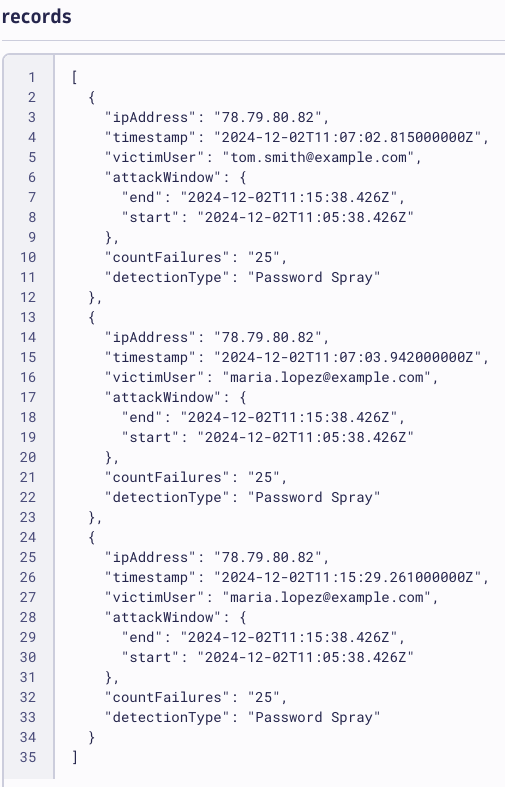 records
1 [
2   {
3     "ipAddress": "78.79.80.82",
4     "timestamp": "2024-12-02T11:07:02.815000000Z",
5     "victimUser": "tom.smith@example.com",
6     "attackWindow": {
7       "end": "2024-12-02T11:15:38.426Z"
8       "start": "2024-12-02T11:05:38.426Z"
9     },
10     "countFailures": "25",
11     "detectionType": "Password Spray"
12   },
13   {
14     "ipAddress": "78.79.80.82",
15     "timestamp": "2024-12-02T11:07:03.942000000Z",
16     "victimUser": "maria.lopez@example.com",
17     "attackWindow": {
18       "end": "2024-12-02T11:15:38.426Z",
19       "start": "2024-12-02T11:05:38.426Z"
20     },
21     "countFailures": "25",
22     "detectionType": "Password Spray"
23   },
24   {
25     "ipAddress": "78.79.80.82",
26     "timestamp": "2024-12-02T11:15:29.261000000Z",
27     "victimUser": "maria.lopez@example.com",
28     "attackWindow": {
29       "end": "2024-12-02T11:15:38.426Z",
30       "start": "2024-12-02T11:05:38.426Z"
31     },
32     "countFailures": "25",
33     "detectionType": "Password Spray"
34   }
35 ]